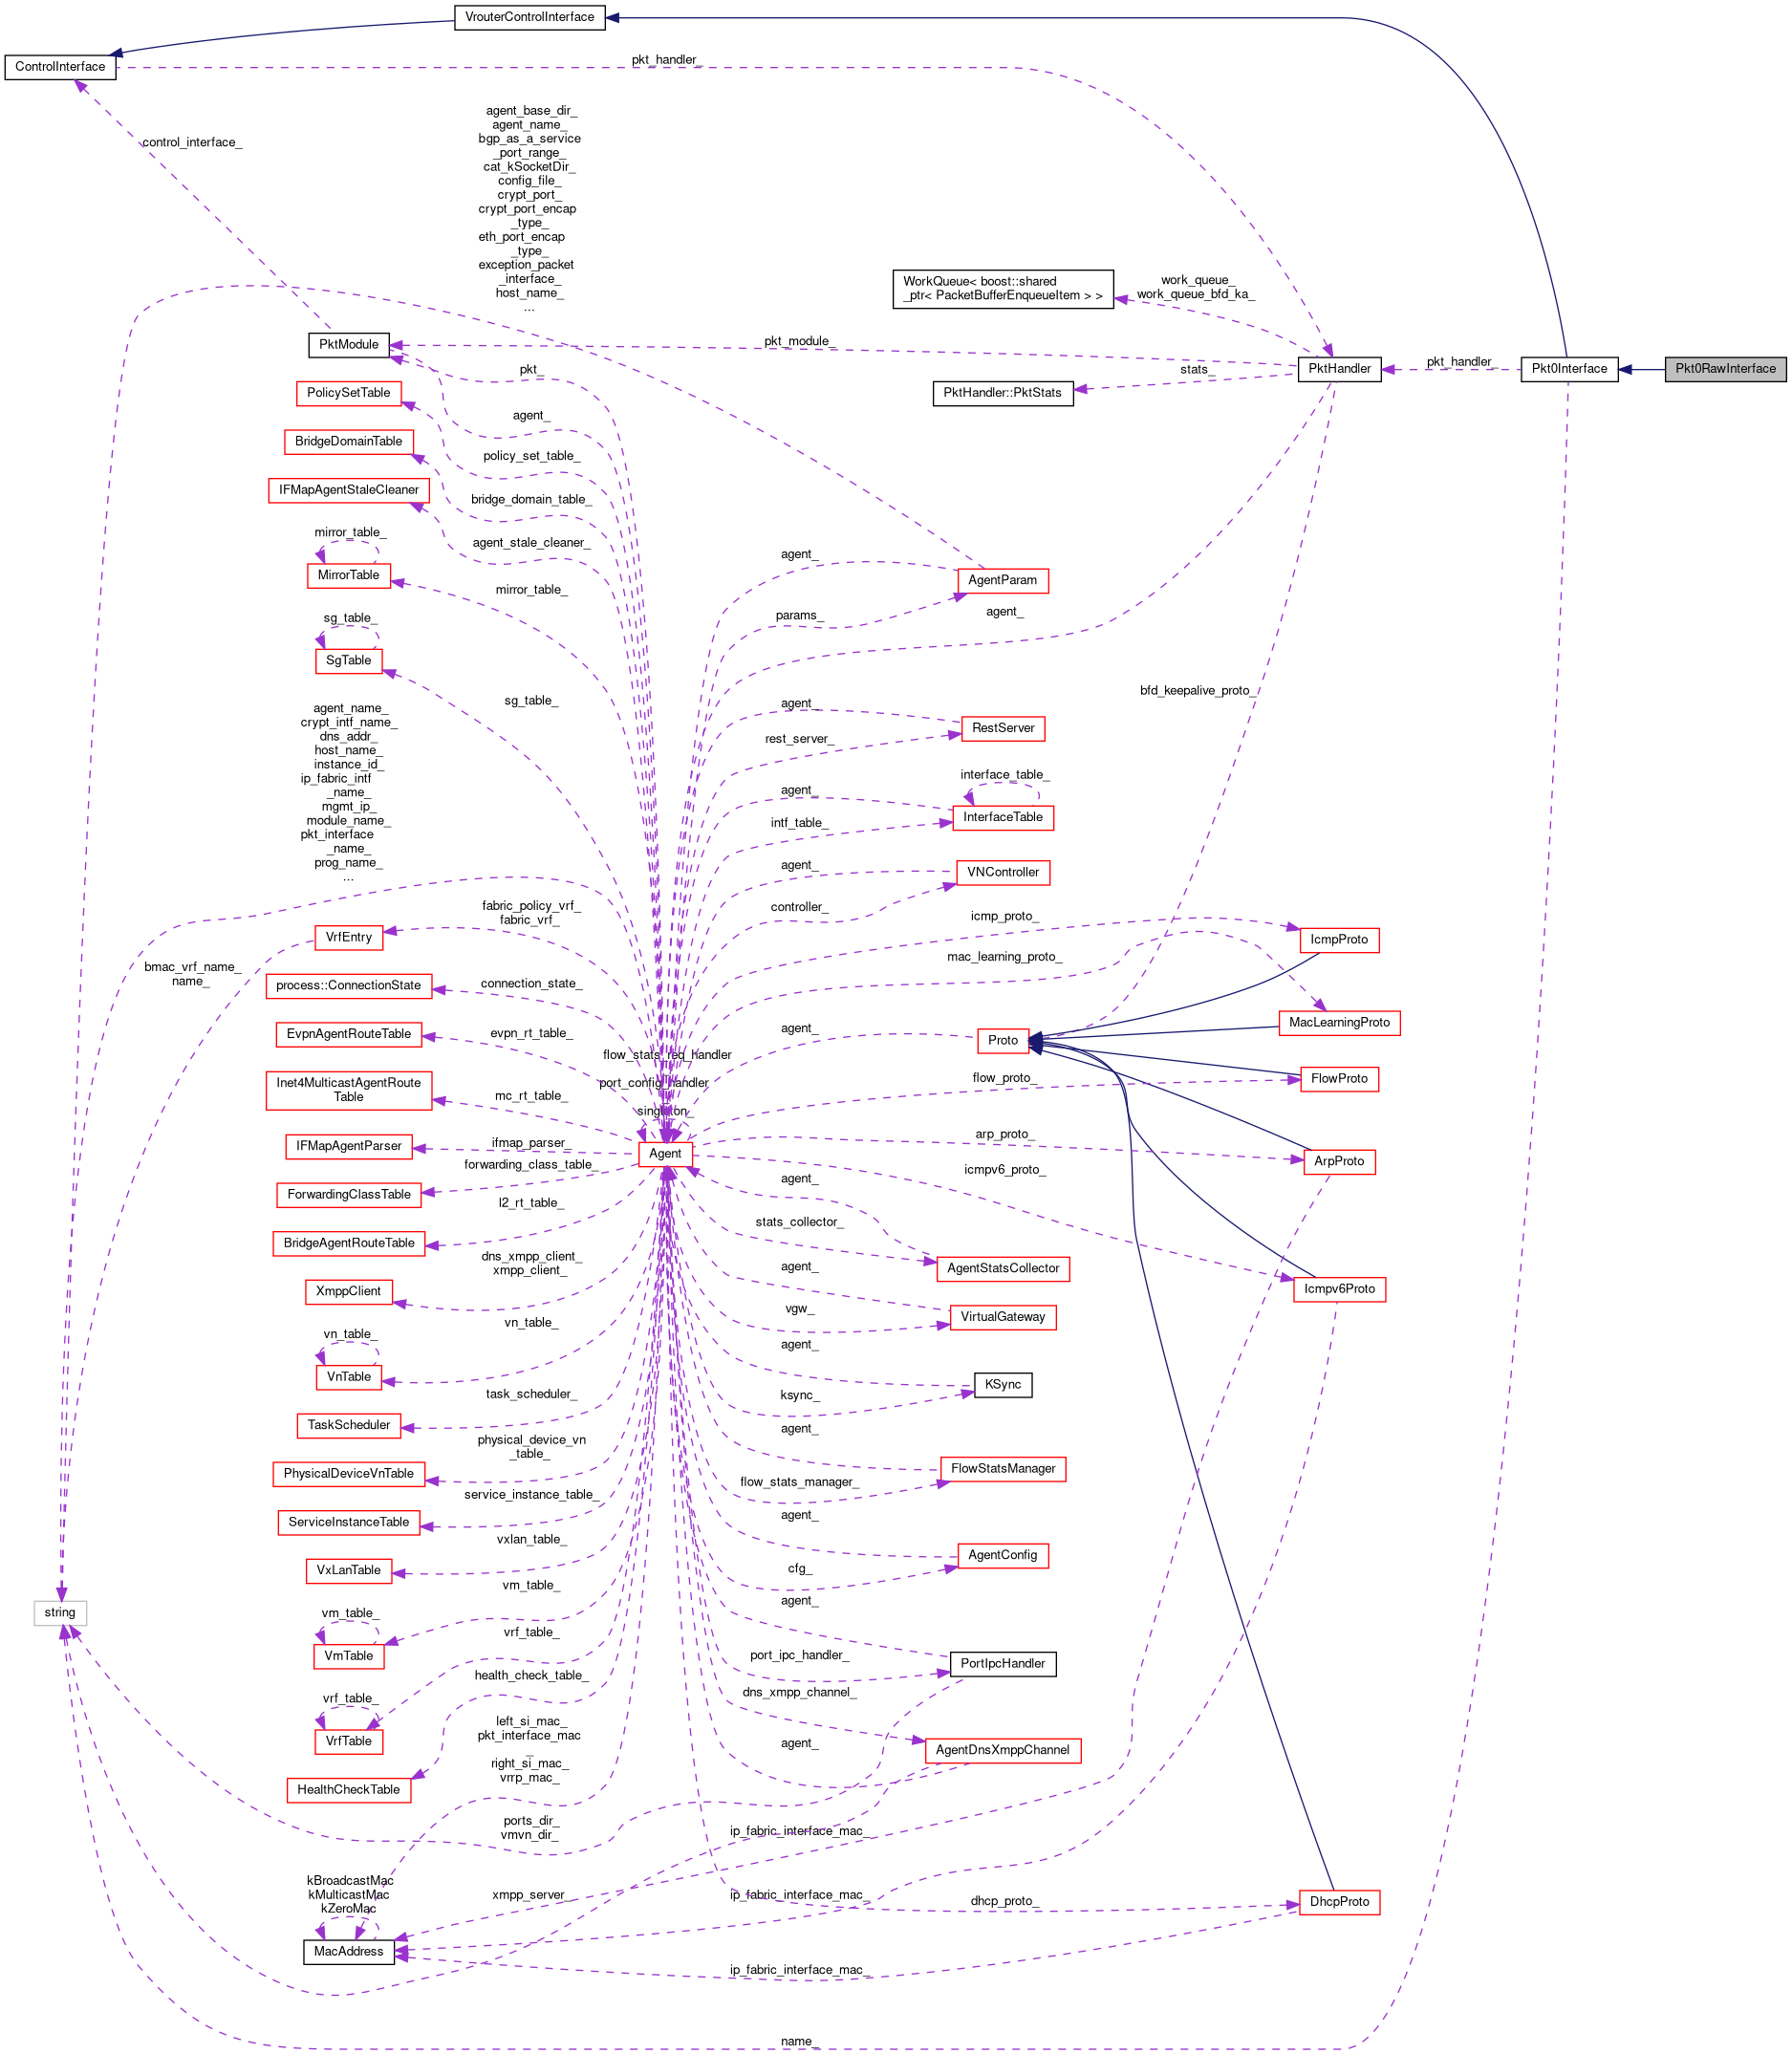 VrouterControlInterface
ControlInterface
pkt_handler_
control_interface_
agent_base_dir_
agent_name_
bgp_as_a_service
_port_range_
cat_kSocketDir_
config_file_
crypt_port_
crypt_port_encap
_type_
eth_port_encap
_type_
exception_packet
_interface_
host_name_
...
WorkQueue< boost::shared
_ptr< PacketBufferEnqueueItem > >
work_queue_
work_queue_bfd_ka_
PktModule
pkt_module_
PktHandler
pkt_handler_
Pkt0Interface
Pkt0RawInterface
pkt_
stats_
PktHandler::PktStats
PolicySetTable
agent_
BridgeDomainTable
policy_set_table_
IFMapAgentStaleCleaner
bridge_domain_table_
mirror_table_
agent_stale_cleaner_
MirrorTable
mirror_table_
agent_
AgentParam
params_
agent_
sg_table_
SgTable
sg_table_
bfd_keepalive_proto_
agent_name_
crypt_intf_name_
dns_addr_
host_name_
instance_id_
ip_fabric_intf
_name_
mgmt_ip_
module_name_
pkt_interface
_name_
prog_name_
...
agent_
RestServer
rest_server_
interface_table_
agent_
InterfaceTable
intf_table_
agent_
VNController
controller_
fabric_policy_vrf_
fabric_vrf_
VrfEntry
icmp_proto_
IcmpProto
bmac_vrf_name_
name_
process::ConnectionState
connection_state_
mac_learning_proto_
MacLearningProto
EvpnAgentRouteTable
evpn_rt_table_
agent_
Proto
flow_stats_req_handler
_
port_config_handler
_
singleton_
Inet4MulticastAgentRoute
Table
mc_rt_table_
flow_proto_
FlowProto
IFMapAgentParser
ifmap_parser_
Agent
arp_proto_
ArpProto
ForwardingClassTable
forwarding_class_table_
icmpv6_proto_
agent_
BridgeAgentRouteTable
l2_rt_table_
stats_collector_
AgentStatsCollector
XmppClient
dns_xmpp_client_
xmpp_client_
agent_
Icmpv6Proto
vgw_
VirtualGateway
vn_table_
VnTable
vn_table_
agent_
KSync
ksync_
TaskScheduler
task_scheduler_
agent_
PhysicalDeviceVnTable
physical_device_vn
_table_
FlowStatsManager
flow_stats_manager_
ServiceInstanceTable
service_instance_table_
agent_
VxLanTable
vxlan_table_
AgentConfig
cfg_
string
vm_table_
VmTable
vm_table_
agent_
vrf_table_
PortIpcHandler
port_ipc_handler_
vrf_table_
VrfTable
health_check_table_
dns_xmpp_channel_
HealthCheckTable
left_si_mac_
pkt_interface_mac
_
right_si_mac_
vrrp_mac_
agent_
AgentDnsXmppChannel
ports_dir_
vmvn_dir_
ip_fabric_interface_mac_
kBroadcastMac
kMulticastMac
kZeroMac
MacAddress
xmpp_server_
ip_fabric_interface_mac_
dhcp_proto_
DhcpProto
ip_fabric_interface_mac_
name_